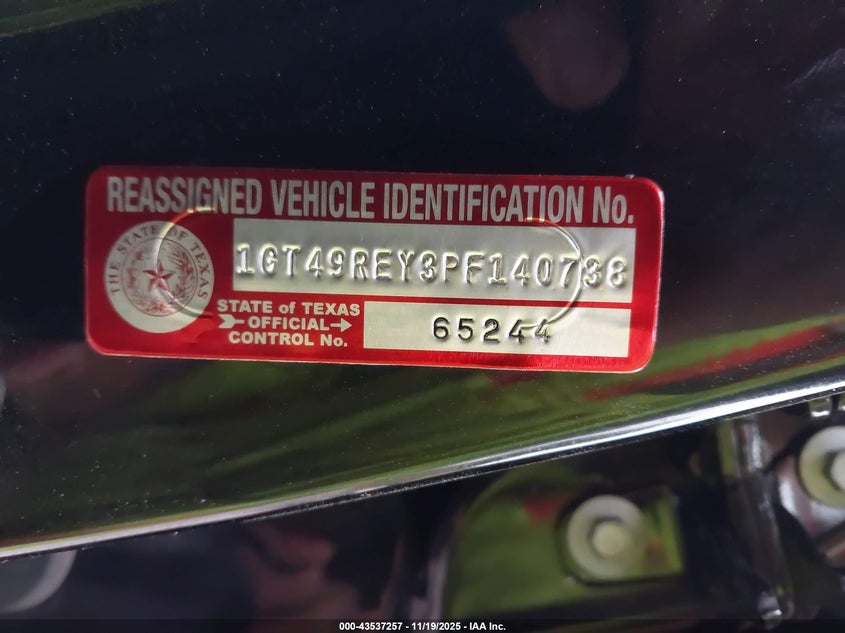 REASSIGNED VEHICLE IDENTIFICATION No.
THE STATE OF TEXAS
1GT49REY3PF140738
STATE of TEXAS
OFFICIAL
CONTROL No.
65244
000-43537257 - 11/19/2025 - IAA Inc.